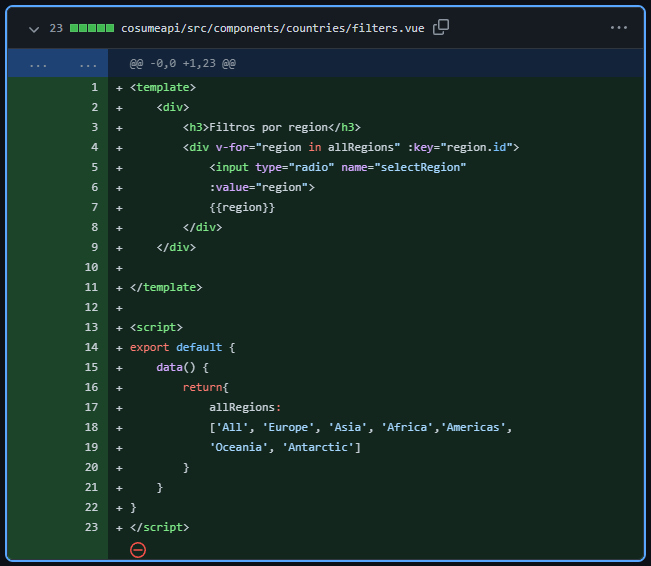 23 cosumeapi/src/components/countries/filters.vue ...
... ... @@ -0,0 +1,23 @@
1 + <template>
2 +     <div>
3 +         <h3>Filtros por region</h3>
4 +         <div v-for="region in allRegions" :key="region.id">
5 +             <input type="radio" name="selectRegion"
6 +             :value="region">
7 +             {{region}}
8 +         </div>
9 +     </div>
10 +
11 + </template>
12 +
13 + <script>
14 + export default {
15 +     data() {
16 +         return{
17 +             allRegions:
18 +             ['All', 'Europe', 'Asia', 'Africa','Americas',
19 +             'Oceania', 'Antarctic']
20 +         }
21 +     }
22 + }
23 + </script>